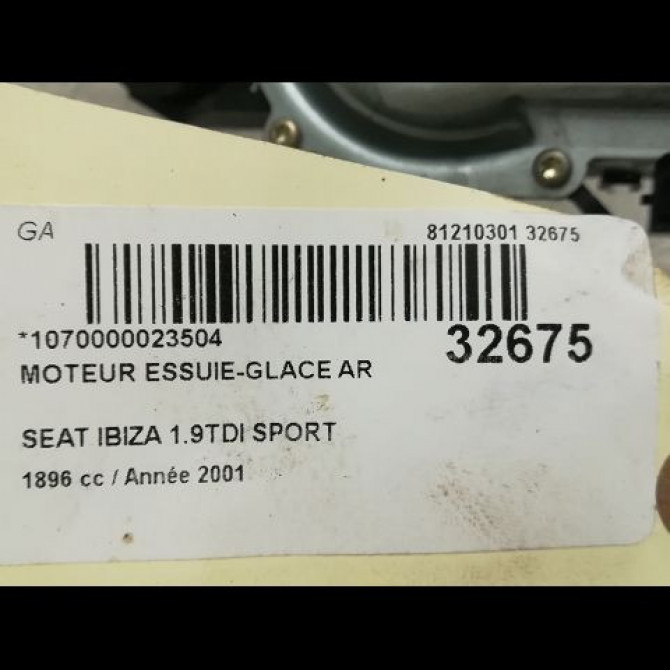 GA
81210301 32675
*1070000023504
32675
MOTEUR ESSUIE-GLACE AR
SEAT IBIZA 1.9TDI SPORT
1896 cc / Année 2001